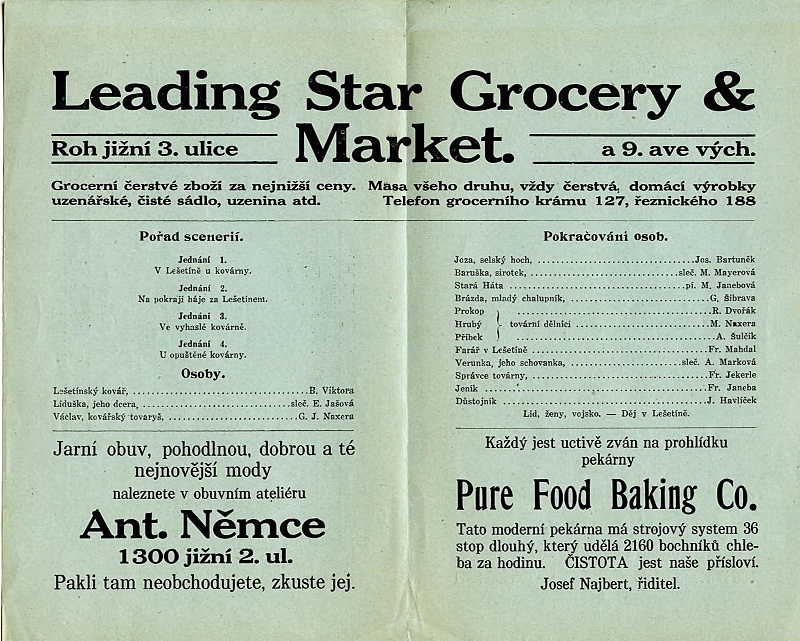 Leading Star Grocery &
Roh jižní 3. ulice Market. a 9. ave vých.
Grocerní čerstvé zboží za nejnižší ceny. Masa všeho druhu, vždy čerstvá, domácí výrobky
uzenářské, čisté sádlo, uzenina atd. Telefon grocerního krámu 127, řeznického 188
Pořad scenerií.
Jednání 1.
V Lešetíně u kovárny.
Jednání 2.
Na pokraji háje za Lešetínem.
Jednání 3.
Ve vyhaslé kovárně.
Jednání 4.
U opuštěné kovárny.
Osoby.
Lešetínský kovář, B. Viktora
Liduška, jeho dcera, sleč. E. Jašová
Václav, kovářský tovaryš, G. J. Naxera
Jarní obuv, pohodlnou, dobrou a té
nejnovější mody
naleznete v obuvním ateliéru
Ant. Němce
1300 jižní 2. ul.
Pakli tam neobchodujete, zkuste jej.
Pokračování osob.
Joza, selský hoch, Jos. Bartuněk
Baruška, sirotek, sleč. M. Mayerová
Stará Háta pí. M. Janebová
Brázda, mladý chalupník, G. Šibrava
Prokop R. Dvořák
Hrubý } tovární dělníci M. Naxera
Přibek A. Šulčík
Farář v Lešetíně Fr. Mahdal
Verunka, jeho schovanka, sleč. A. Marková
Správce továrny, Fr. Jekerle
Jeník Fr. Janeba
Důstojník J. Havlíček
Lid, ženy, vojsko. — Děj v Lešetíně.
Každý jest uctivě zván na prohlídku
pekárny
Pure Food Baking Co.
Tato moderní pekárna má strojový system 36
stop dlouhý, který udělá 2160 bochníků chle-
ba za hodinu. ČISTOTA jest naše přísloví.
Josef Najbert, řiditel.